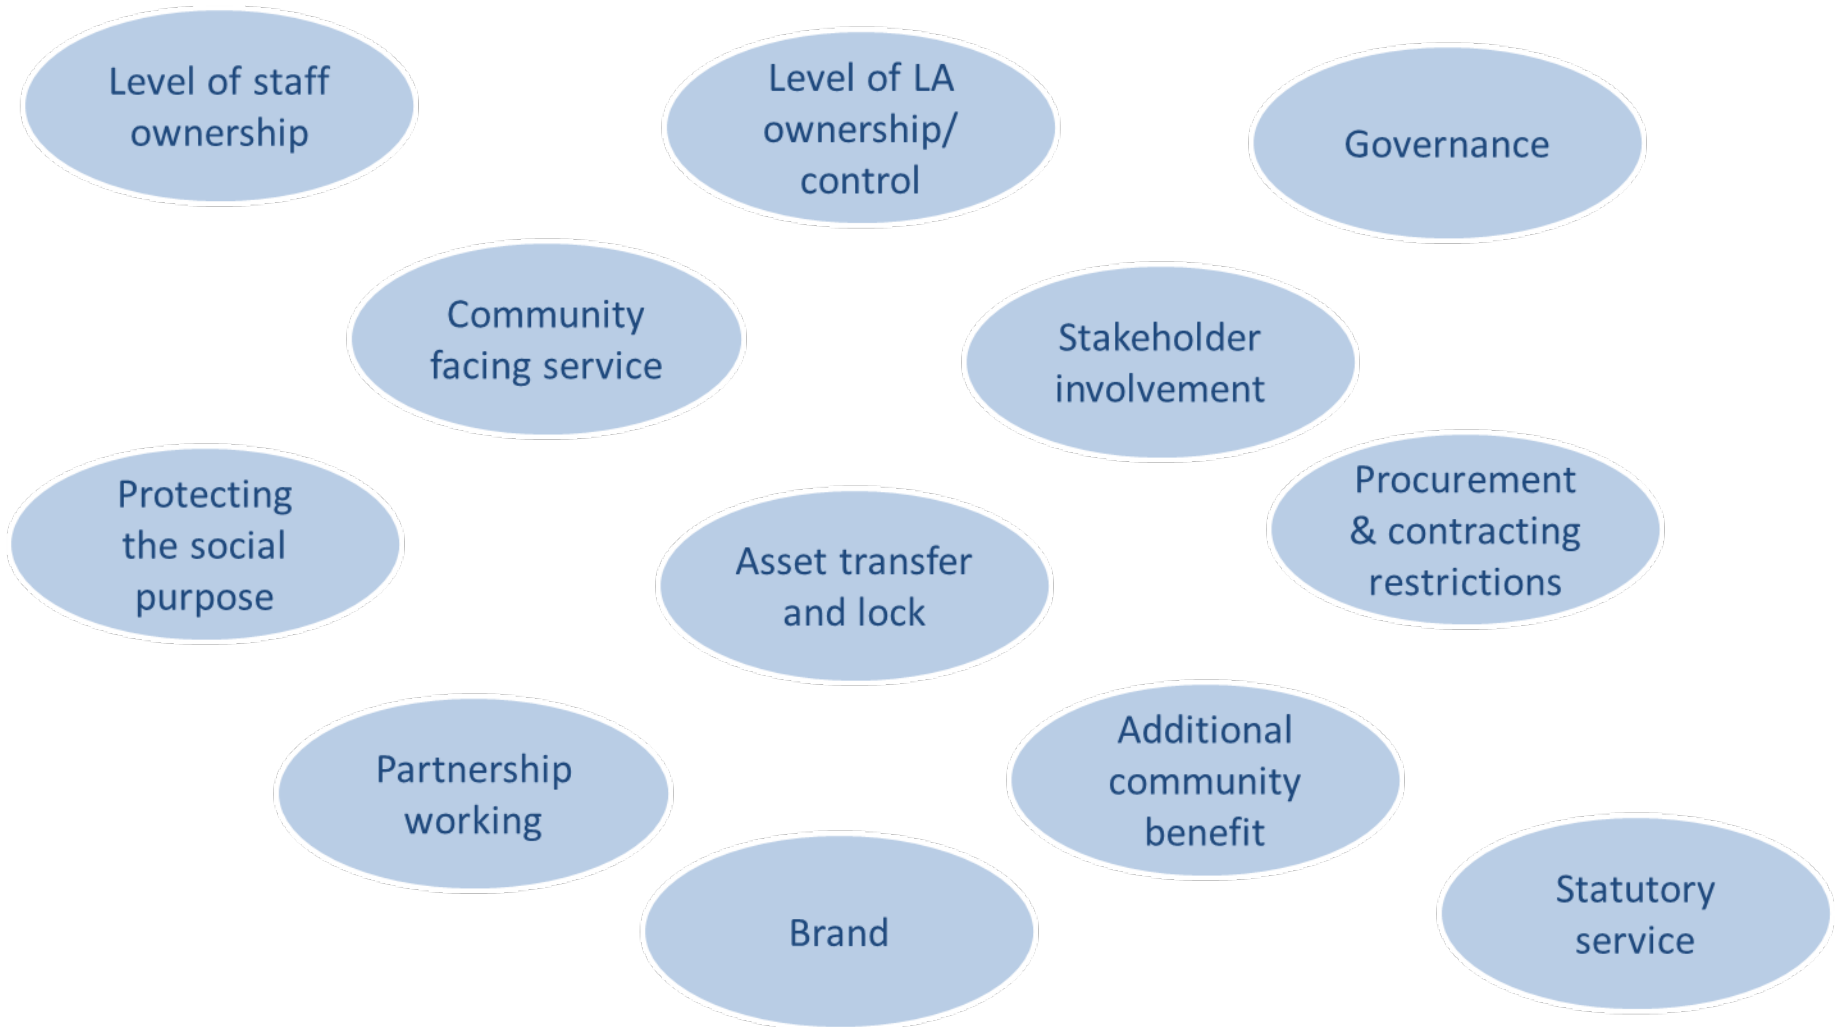 Level of staff
ownership
Level of LA
ownership/
control
Governance
Community
facing service
Stakeholder
involvement
Protecting
the social
purpose
Asset transfer
and lock
Procurement
& contracting
restrictions
Partnership
working
Additional
community
benefit
Brand
Statutory
service